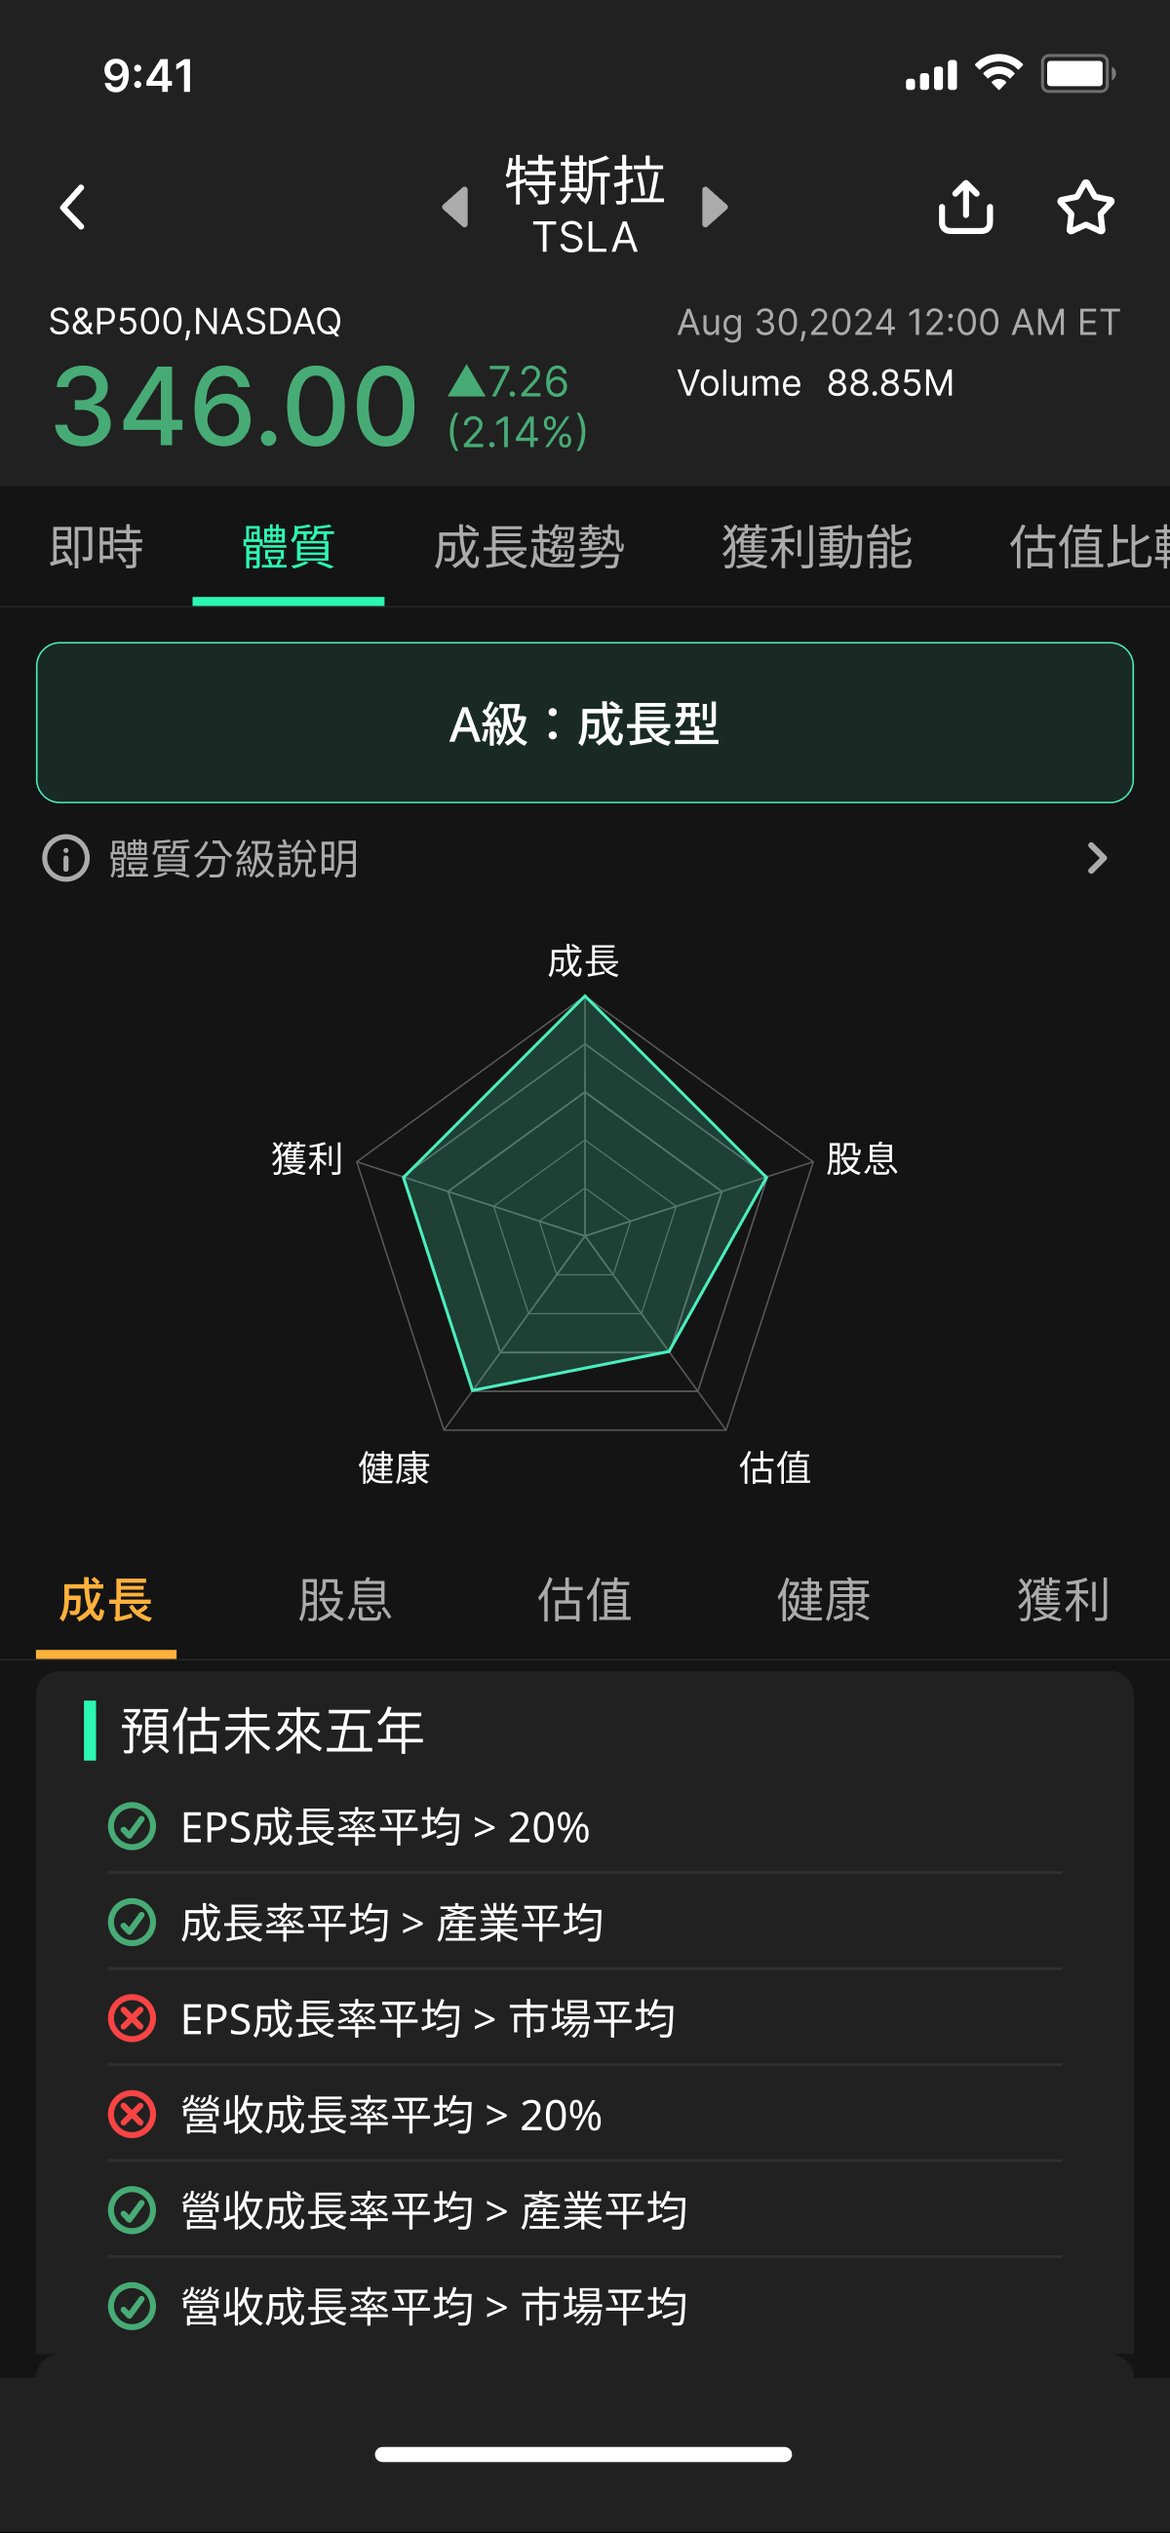 9:41
特斯拉
TSLA
S&P500,NASDAQ
Aug 30,2024 12:00 AM ET
346.00
▲7.26
(2.14%)
Volume 88.85M
即時 體質 成長趨勢 獲利動能 估值比
A級：成長型
體質分級說明
成長
獲利
股息
健康
估值
成長 股息 估值 健康 獲利
預估未來五年
EPS成長率平均 > 20%
成長率平均 > 產業平均
EPS成長率平均 > 市場平均
營收成長率平均 > 20%
營收成長率平均 > 產業平均
營收成長率平均 > 市場平均